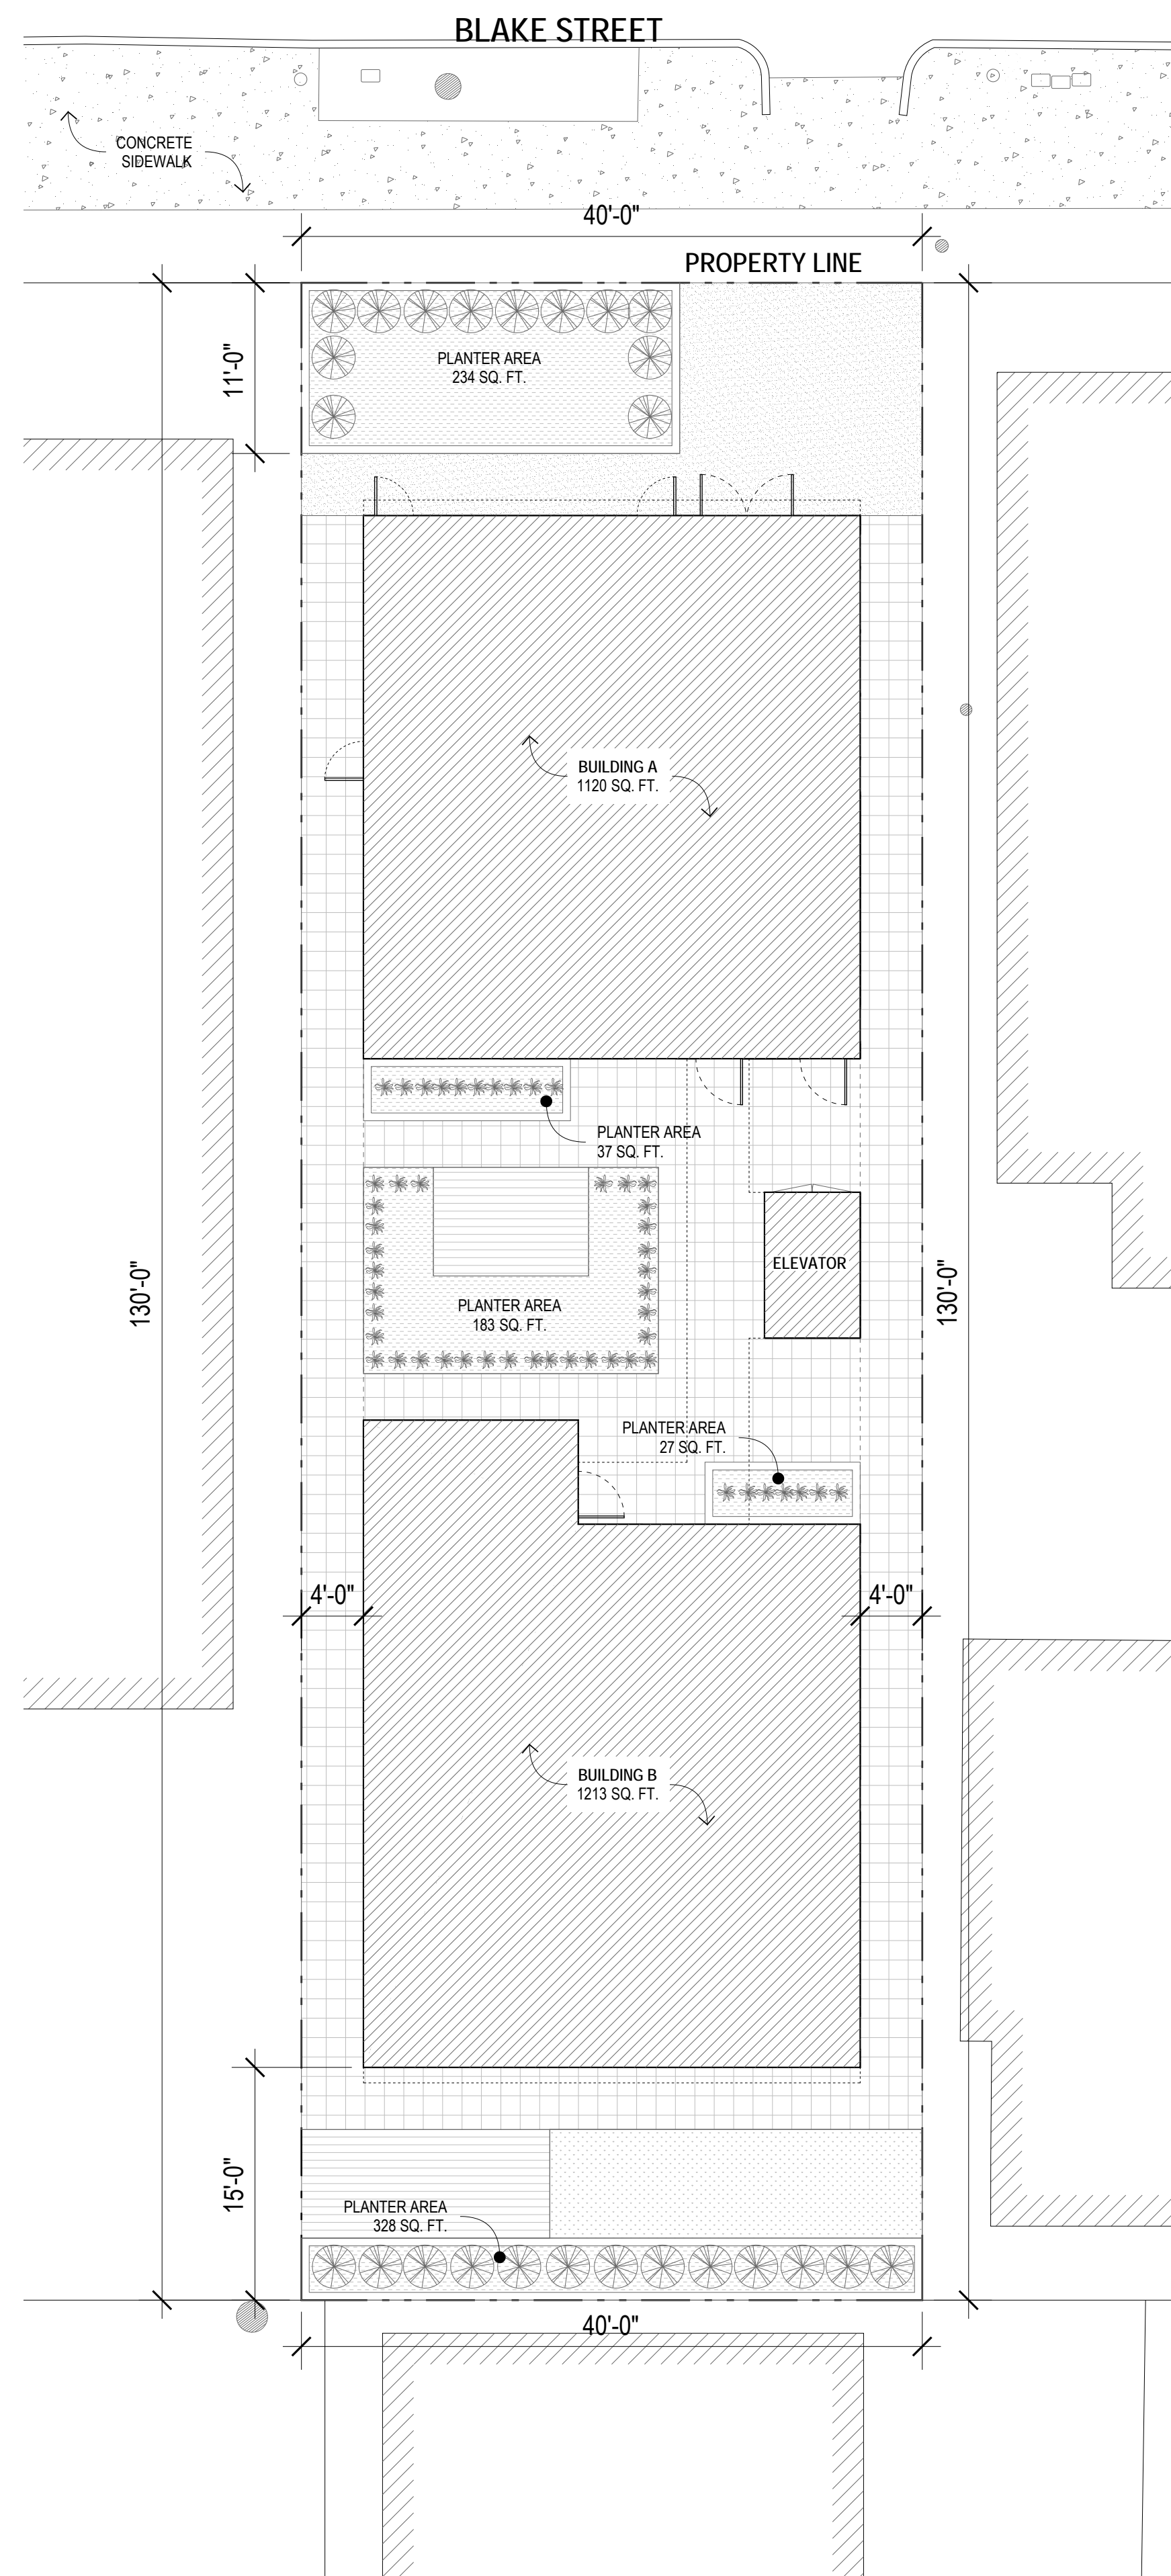 BLAKE STREET
CONCRETE
SIDEWALK
40'-0"
PROPERTY LINE
11'-0"
PLANTER AREA
234 SQ. FT.
BUILDING A
1120 SQ. FT.
PLANTER AREA
37 SQ. FT.
130'-0"
ELEVATOR
130'-0"
PLANTER AREA
183 SQ. FT.
PLANTER AREA
27 SQ. FT.
4'-0"
4'-0"
BUILDING B
1213 SQ. FT.
15'-0"
PLANTER AREA
328 SQ. FT.
40'-0"